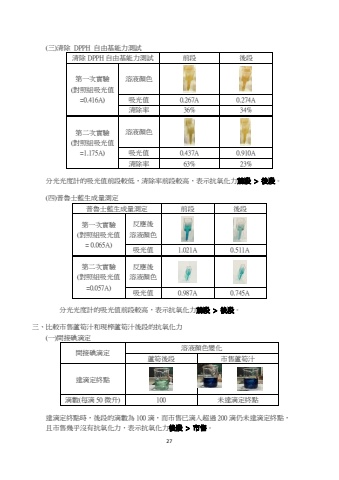 (三)清除 DPPH 自由基能力測試
清除 DPPH 自由基能力測試 前段 後段
第一次實驗
(對照組吸光值
=0.416A)
溶液顏色
吸光值 0.267A 0.274A
清除率 36% 34%
第二次實驗
(對照組吸光值
=1.175A)
溶液顏色
吸光值 0.437A 0.910A
清除率 63% 23%
分光光度計的吸光值前段較低，清除率前段較高，表示抗氧化力前段 > 後段。
(四)普魯士藍生成量測定
普魯士藍生成量測定 前段 後段
第一次實驗
(對照組吸光值
= 0.065A)
反應後
溶液顏色
吸光值 1.021A 0.511A
第二次實驗
(對照組吸光值
=0.057A)
反應後
溶液顏色
吸光值 0.987A 0.745A
分光光度計的吸光值前段較高，表示抗氧化力前段 > 後段。
三、比較市售蘆筍汁和現榨蘆筍汁後段的抗氧化力
(一)間接碘滴定
間接碘滴定 溶液顏色變化
蘆筍後段 市售蘆筍汁
達滴定終點
滴數(每滴 50 微升) 100 未達滴定終點
達滴定終點時，後段的滴數為 100 滴，而市售已滴入超過 200 滴仍未達滴定終點，
且市售幾乎沒有抗氧化力，表示抗氧化力後段 > 市售。
27